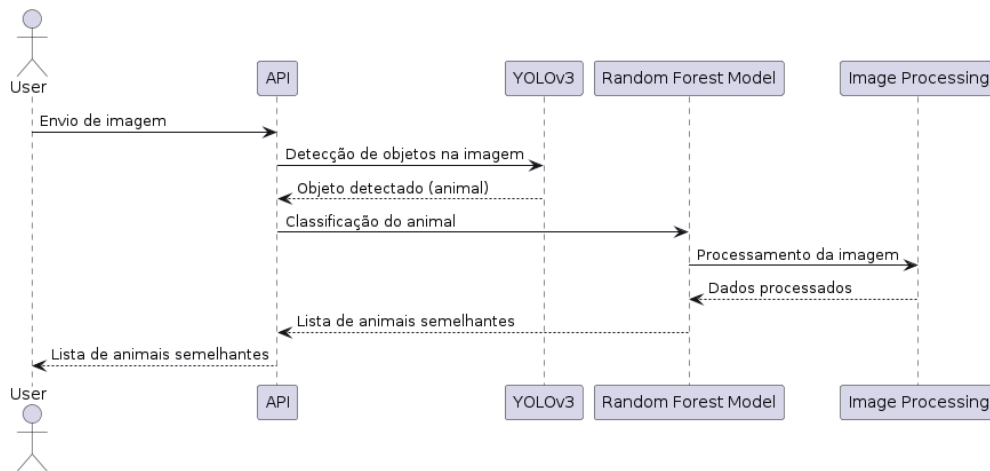 User
API
YOLOv3
Random Forest Model
Image Processing
Envio de imagem
Detecção de objetos na imagem
Objeto detectado (animal)
Classificação do animal
Processamento da imagem
Dados processados
Lista de animais semelhantes
Lista de animais semelhantes
User
API
YOLOv3
Random Forest Model
Image Processing